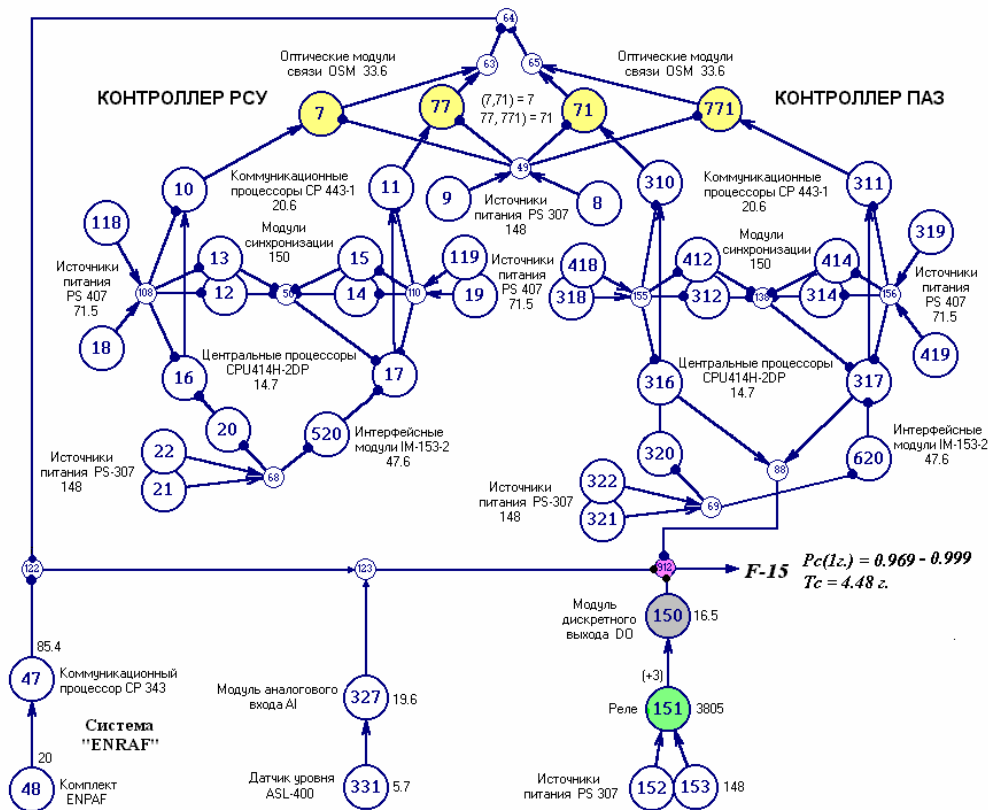 64
Оптические модули
связи OSM 33.6
63
65
Оптические модули
связи OSM 33.6
КОНТРОЛЛЕР РСУ
КОНТРОЛЛЕР ПАЗ
7
77
(7,71) = 7
77, 771) = 71
71
771
49
10
Коммуникационные
процессоры CP 443-1
20.6
11
9
8
Источники
питания PS 307
148
310
Коммуникационные
процессоры CP 443-1
20.6
311
118
Модули
синхронизации
150
13
15
119
Источники
питания
PS 407
71.5
108
12
50
14
110
19
Источники
питания
PS 407
71.5
18
418
412
Модули
синхронизации
150
414
319
318
155
312
138
314
156
Источники
питания
PS 407
71.5
419
16
Центральные процессоры
CPU414H-2DP
14.7
17
316
Центральные процессоры
CPU414H-2DP
14.7
317
20
520
Интерфейсные
модули IM-153-2
47.6
22
21
Источники
питания PS-307
148
68
320
88
620
Интерфейсные
модули IM-153-2
47.6
322
321
Источники
питания PS-307
148
69
122
123
912
F-15
Pс(1г.) = 0.969 - 0.999
Tс = 4.48 г.
Модуль
дискретного
выхода DO
150
16.5
85.4
47
Коммуникационный
процессор CP 343
Модуль аналогового
входа AI
327
19.6
(+3)
Реле
151
3805
Система
"ENRAF"
20
48
Комплект
ENPAF
Датчик уровня
ASL-400
331
5.7
Источники
питания PS 307
152
153
148